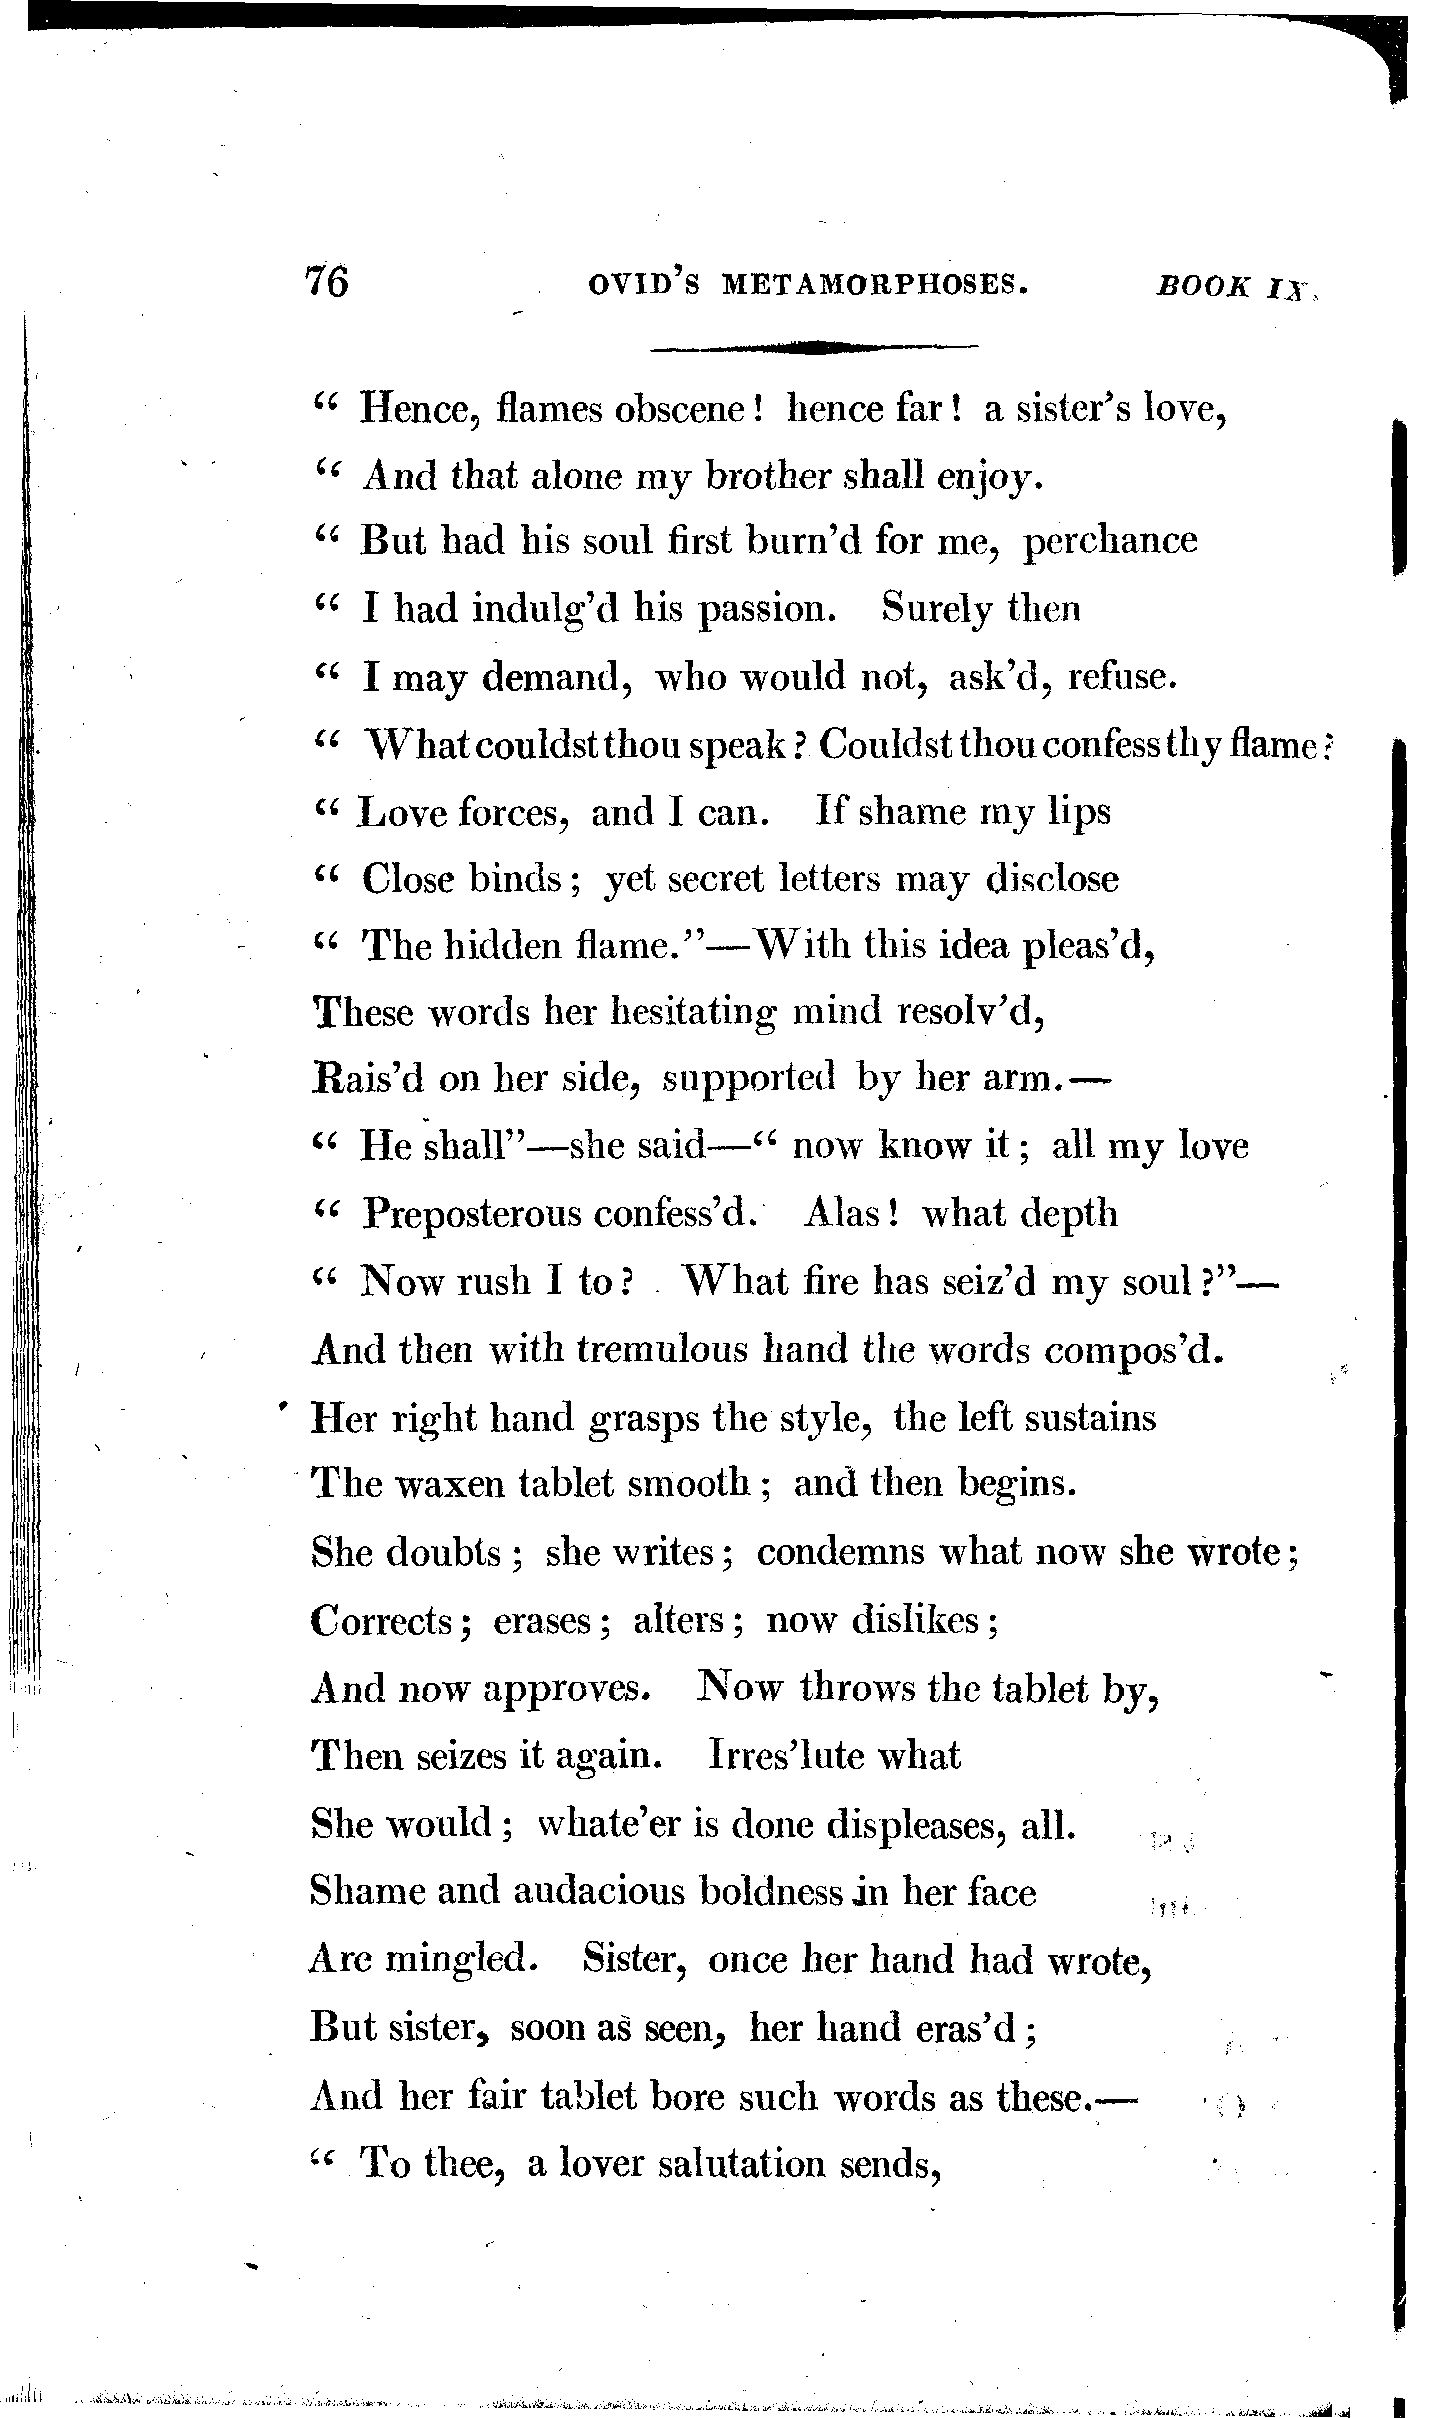 76 OVID'S METAMORPHOSES. BOOK IX.
“ Hence, flames obscene! hence far! a sister's love,
“ And that alone my brother shall enjoy.
“ But had his soul first burn'd for me, perchance
“ I had indulg'd his passion. Surely then
“ I may demand, who would not, ask'd, refuse.
“ What couldst thou speak? Couldst thou confess thy flame?
“ Love forces, and I can. If shame my lips
“ Close binds; yet secret letters may disclose
“ The hidden flame.”—With this idea pleas'd,
These words her hesitating mind resolv'd,
Rais'd on her side, supported by her arm.—
“ He shall”—she said—“ now know it; all my love
“ Preposterous confess'd. Alas! what depth
“ Now rush I to? What fire has seiz'd my soul?”—
And then with tremulous hand the words compos'd.
Her right hand grasps the style, the left sustains
The waxen tablet smooth; and then begins.
She doubts; she writes; condemns what now she wrote;
Corrects; erases; alters; now dislikes;
And now approves. Now throws the tablet by,
Then seizes it again. Irres'lute what
She would; whate'er is done displeases, all.
Shame and audacious boldness in her face
Are mingled. Sister, once her hand had wrote,
But sister, soon as seen, her hand eras'd;
And her fair tablet bore such words as these.—
“ To thee, a lover salutation sends,